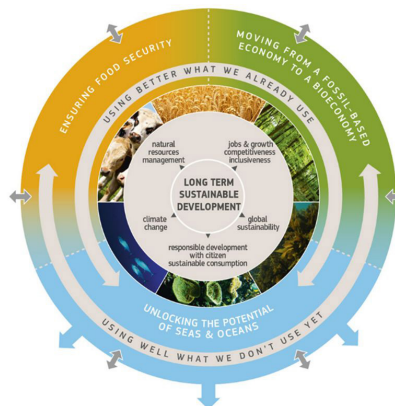 ENSURING FOOD SECURITY
MOVING FROM A FOSSIL-BASED
ECONOMY TO A BIOECONOMY
USING BETTER WHAT WE ALREADY USE
natural
resources
management
jobs & growth
competitiveness
inclusiveness
LONG TERM
SUSTAINABLE
DEVELOPMENT
climate
change
global
sustainability
responsible development
with citizen
sustainable consumption
UNLOCKING THE POTENTIAL
OF SEAS & OCEANS
USING WELL WHAT WE DON'T USE YET